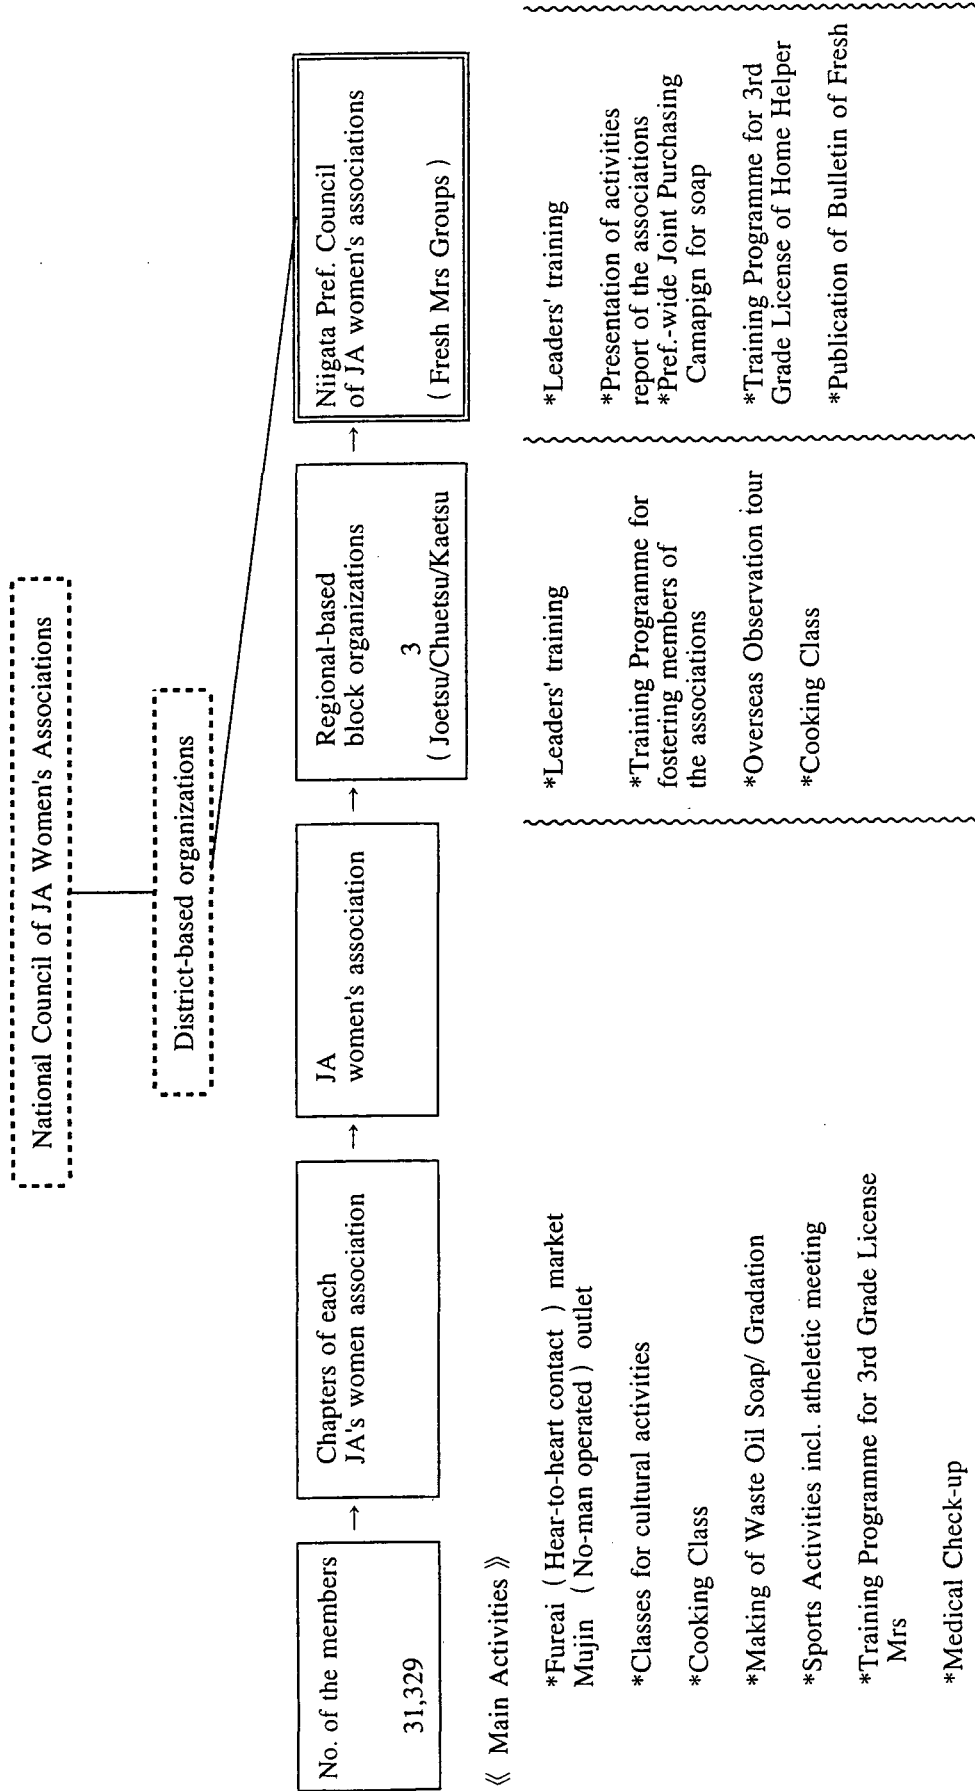 National Council of JA Women's Associations
District-based organizations
No. of the members
31,329
→
Chapters of each
JA's women association
→
JA
women's association
→
Regional-based
block organizations
3
( Joetsu/Chuetsu/Kaetsu
→
Niigata Pref. Council
of JA women's associations
( Fresh Mrs Groups )
《 Main Activities 》
*Fureai ( Hear-to-heart contact ) market
Mujin ( No-man operated ) outlet
*Classes for cultural activities
*Cooking Class
*Making of Waste Oil Soap/ Gradation
*Sports Activities incl. atheletic meeting
*Training Programme for 3rd Grade License
Mrs
*Medical Check-up
*Leaders' training
*Training Programme for
fostering members of
the associations
*Overseas Observation tour
*Cooking Class
*Leaders' training
*Presentation of activities
report of the associations
*Pref.-wide Joint Purchasing
Camapign for soap
*Training Programme for 3rd
Grade License of Home Helper
*Publication of Bulletin of Fresh